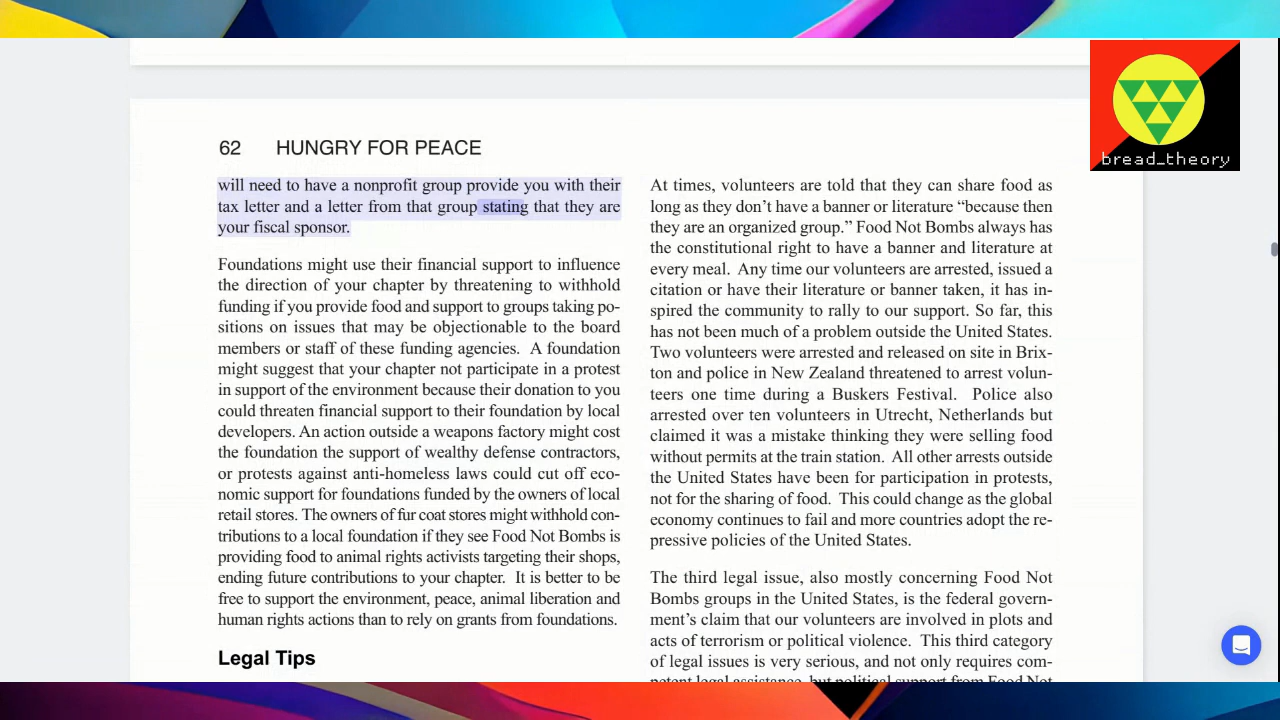 bread_theory
62 HUNGRY FOR PEACE
will need to have a nonprofit group provide you with their
tax letter and a letter from that group stating that they are
your fiscal sponsor.
Foundations might use their financial support to influence
the direction of your chapter by threatening to withhold
funding if you provide food and support to groups taking po-
sitions on issues that may be objectionable to the board
members or staff of these funding agencies. A foundation
might suggest that your chapter not participate in a protest
in support of the environment because their donation to you
could threaten financial support to their foundation by local
developers. An action outside a weapons factory might cost
the foundation the support of wealthy defense contractors,
or protests against anti-homeless laws could cut off eco-
nomic support for foundations funded by the owners of local
retail stores. The owners of fur coat stores might withhold con-
tributions to a local foundation if they see Food Not Bombs is
providing food to animal rights activists targeting their shops,
ending future contributions to your chapter. It is better to be
free to support the environment, peace, animal liberation and
human rights actions than to rely on grants from foundations.
Legal Tips
At times, volunteers are told that they can share food as
long as they don’t have a banner or literature “because then
they are an organized group.” Food Not Bombs always has
the constitutional right to have a banner and literature at
every meal. Any time our volunteers are arrested, issued a
citation or have their literature or banner taken, it has in-
spired the community to rally to our support. So far, this
has not been much of a problem outside the United States.
Two volunteers were arrested and released on site in Brix-
ton and police in New Zealand threatened to arrest volun-
teers one time during a Buskers Festival. Police also
arrested over ten volunteers in Utrecht, Netherlands but
claimed it was a mistake thinking they were selling food
without permits at the train station. All other arrests outside
the United States have been for participation in protests,
not for the sharing of food. This could change as the global
economy continues to fail and more countries adopt the re-
pressive policies of the United States.
The third legal issue, also mostly concerning Food Not
Bombs groups in the United States, is the federal govern-
ment’s claim that our volunteers are involved in plots and
acts of terrorism or political violence. This third category
of legal issues is very serious, and not only requires com-
petent legal assistance, but political support from Food Not